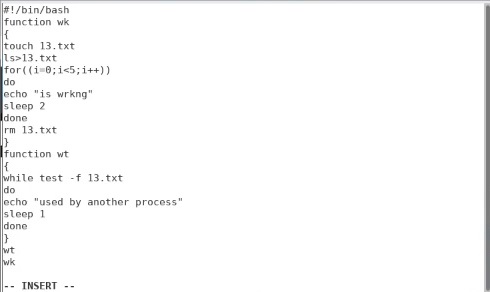 #!/bin/bash
function wk
{
touch 13.txt
ls>13.txt
for((i=0;i<5;i++))
do
echo "is wrkng"
sleep 2
done
rm 13.txt
}
function wt
{
while test -f 13.txt
do
echo "used by another process"
sleep 1
done
}
wt
wk
-- INSERT --